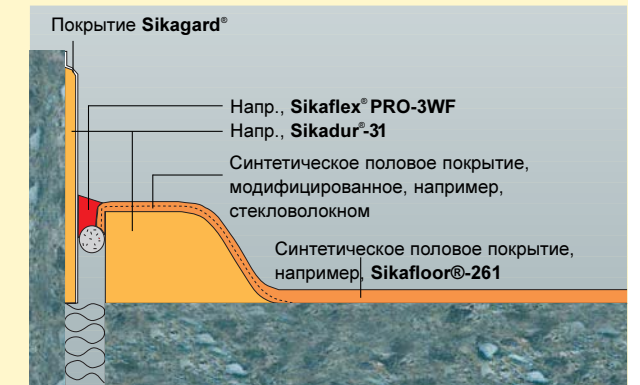 Покрытие Sikagard®
Напр., Sikaflex® PRO-3WF
Напр., Sikadur®-31
Синтетическое половое покрытие,
модифицированное, например,
стекловолокном
Синтетическое половое покрытие,
например, Sikafloor®-261